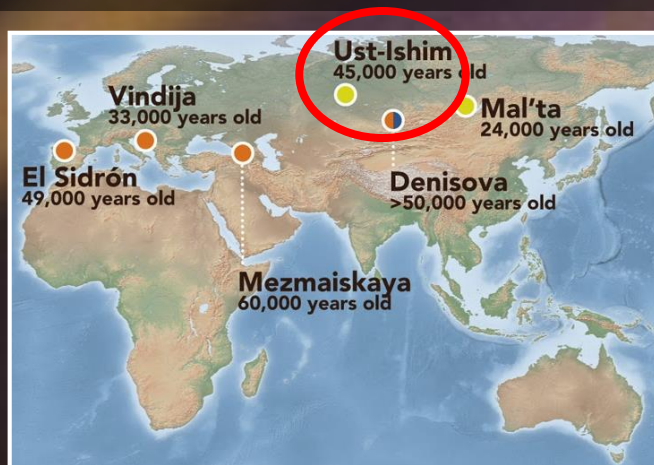 Ust-Ishim
45,000 years old
Vindija
33,000 years old
Mal'ta
24,000 years old
El Sidrón
49,000 years old
Denisova
>50,000 years old
Mezmaiskaya
60,000 years old